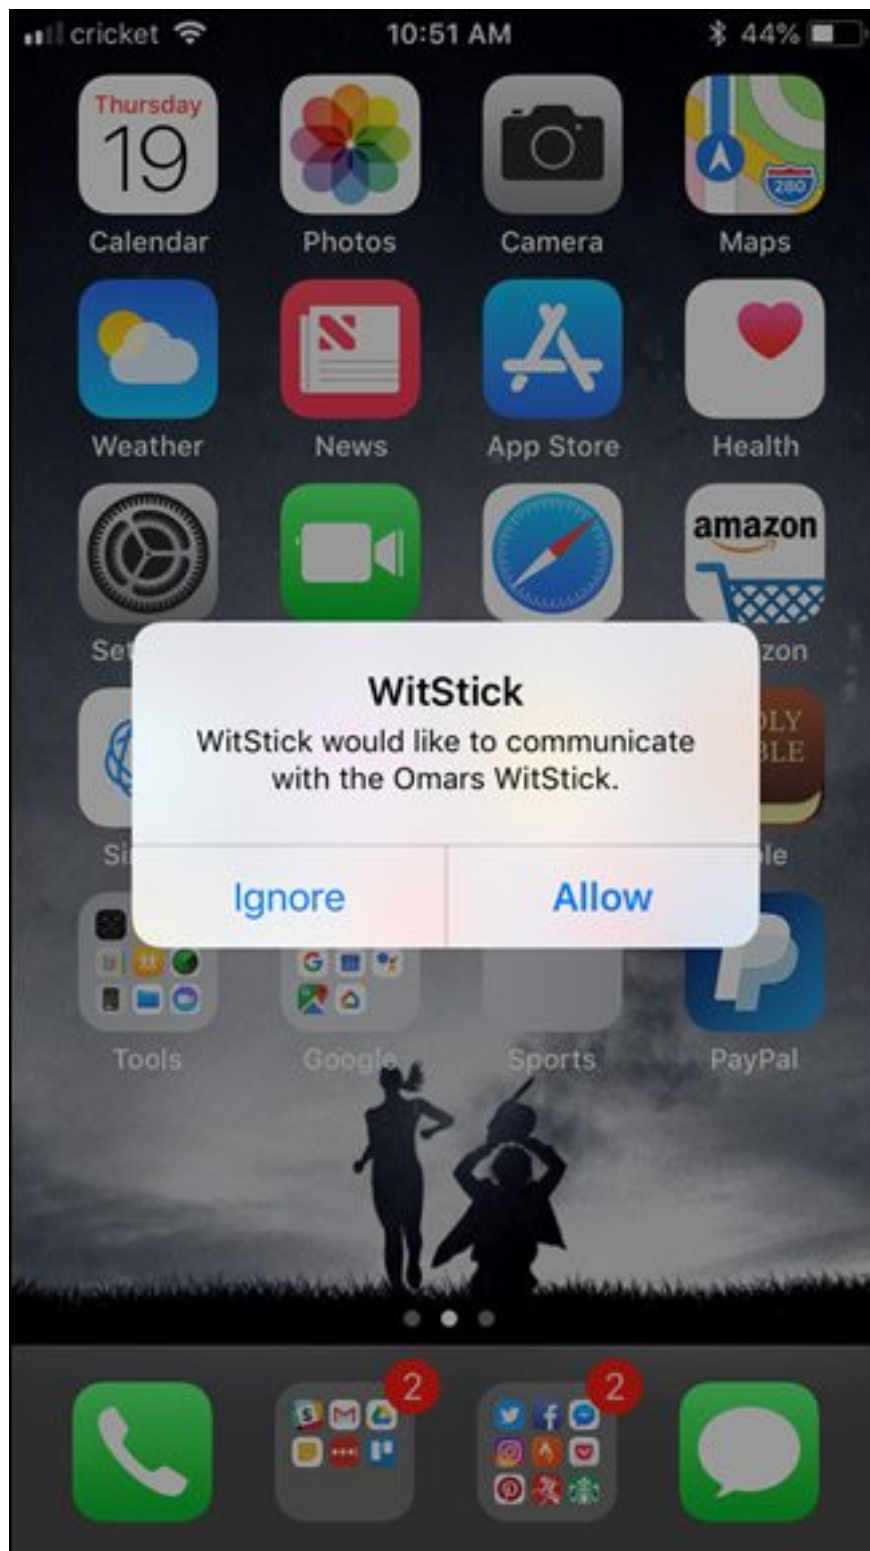 cricket 10:51 AM 44%
Thursday
19
280
Calendar Photos Camera Maps
Weather News App Store Health
amazon
WitStick
WitStick would like to communicate
with the Omars WitStick.
Ignore Allow
Tools Google Sports PayPal
2 2